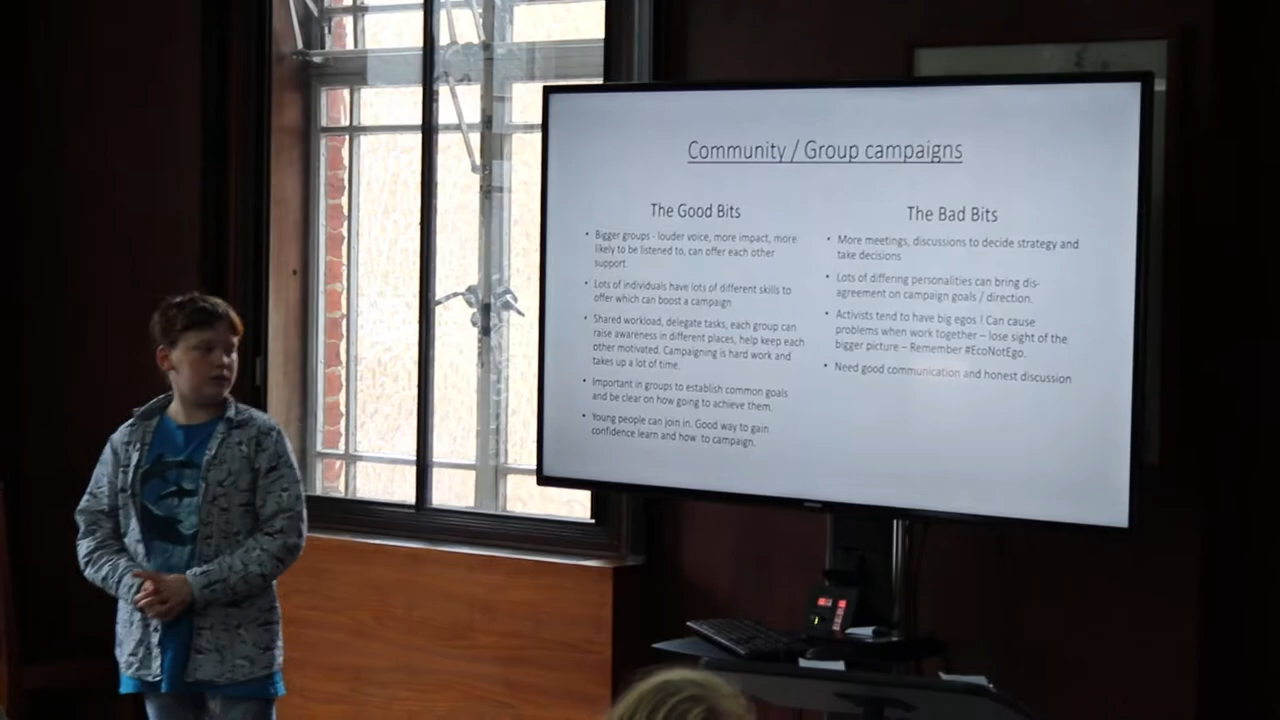 Community / Group campaigns
The Good Bits
• Bigger groups - louder voice, more impact, more
likely to be listened to, can offer each other
support.
• Lots of individuals have lots of different skills to
offer which can boost a campaign
• Shared workload, delegate tasks, each group can
raise awareness in different places, help keep each
other motivated. Campaigning is hard work and
takes up a lot of time.
• Important in groups to establish common goals
and be clear on how going to achieve them.
• Young people can join in. Good way to gain
confidence learn and how to campaign.
The Bad Bits
• More meetings, discussions to decide strategy and
take decisions
• Lots of differing personalities can bring dis-
agreement on campaign goals / direction.
• Activists tend to have big egos ! Can cause
problems when work together – lose sight of the
bigger picture – Remember #EcoNotEgo.
• Need good communication and honest discussion